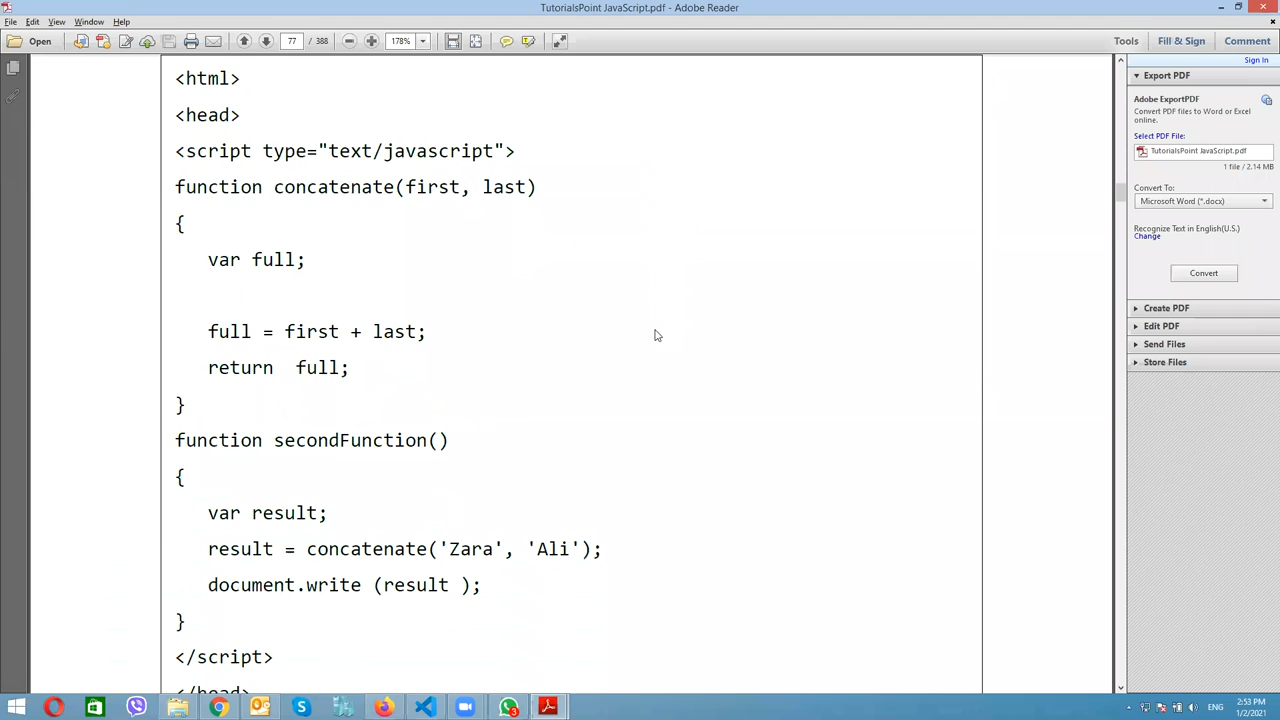 TutorialsPoint JavaScript.pdf - Adobe Reader
File Edit View Window Help
Open 77 / 388 178% Tools Fill & Sign Comment
Sign In
Export PDF
Adobe ExportPDF
Convert PDF files to Word or Excel
online.
Select PDF File:
TutorialsPoint JavaScript.pdf
1 file / 2.14 MB
Convert To:
Microsoft Word (*.docx)
Recognize Text in English(U.S.)
Change
Convert
Create PDF
Edit PDF
Send Files
Store Files
<html>
<head>
<script type="text/javascript">
function concatenate(first, last)
{
var full;
full = first + last;
return  full;
}
function secondFunction()
{
var result;
result = concatenate('Zara', 'Ali');
document.write (result );
}
</script>
</head>
3
ENG
2:53 PM
1/2/2021